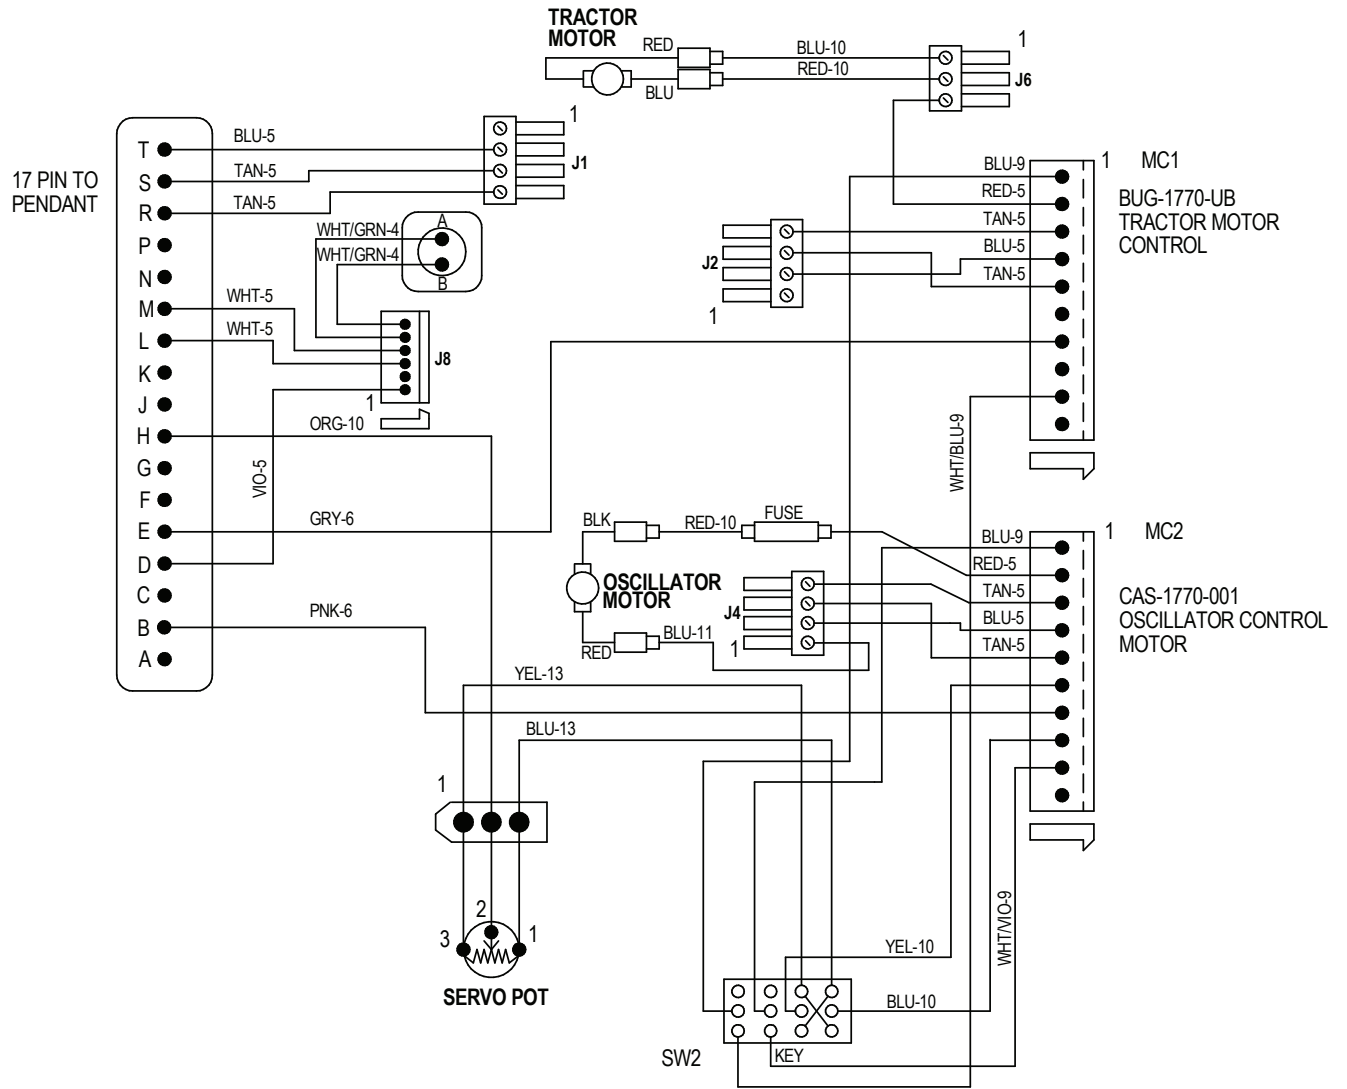 TRACTOR
MOTOR
RED
BLU-10
1
RED-10
BLU
J6
17 PIN TO
PENDANT
T
S
R
P
N
M
L
K
J
H
G
F
E
D
C
B
A
BLU-5
TAN-5
TAN-5
1
J1
WHT/GRN-4
WHT/GRN-4
A
B
WHT-5
WHT-5
J8
1
ORG-10
VIO-5
GRY-6
PNK-6
J2
1
BLU-9
RED-5
TAN-5
BLU-5
TAN-5
1
MC1
BUG-1770-UB
TRACTOR MOTOR
CONTROL
WHT/BLU-9
BLK
RED-10
FUSE
OSCILLATOR
MOTOR
RED
BLU-11
J4
1
BLU-9
RED-5
TAN-5
BLU-5
TAN-5
1
MC2
CAS-1770-001
OSCILLATOR CONTROL
MOTOR
YEL-13
BLU-13
1
2
3
1
SERVO POT
YEL-10
BLU-10
WHT/VIO-9
SW2
KEY